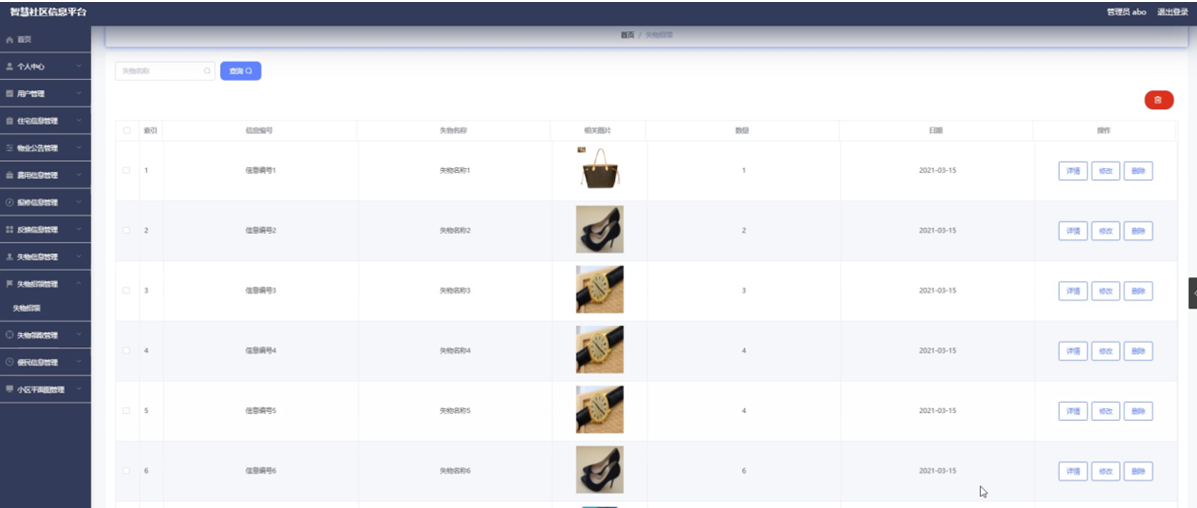 智慧社区信息平台
管理员 abo 退出登录
首页 / 失物招领
首页
个人中心
用户管理
住宅信息管理
物业公告管理
费用信息管理
报修信息管理
反馈信息管理
失物信息管理
失物招领管理
失物招领
失物领取管理
便民信息管理
小区平面图管理
失物名称 查询
索引 信息编号 失物名称 相关图片 数量 日期 操作
1 信息编号1 失物名称1 1 2021-03-15 详情 修改 删除
2 信息编号2 失物名称2 2 2021-03-15 详情 修改 删除
3 信息编号3 失物名称3 3 2021-03-15 详情 修改 删除
4 信息编号4 失物名称4 4 2021-03-15 详情 修改 删除
5 信息编号5 失物名称5 4 2021-03-15 详情 修改 删除
6 信息编号6 失物名称6 6 2021-03-15 详情 修改 删除